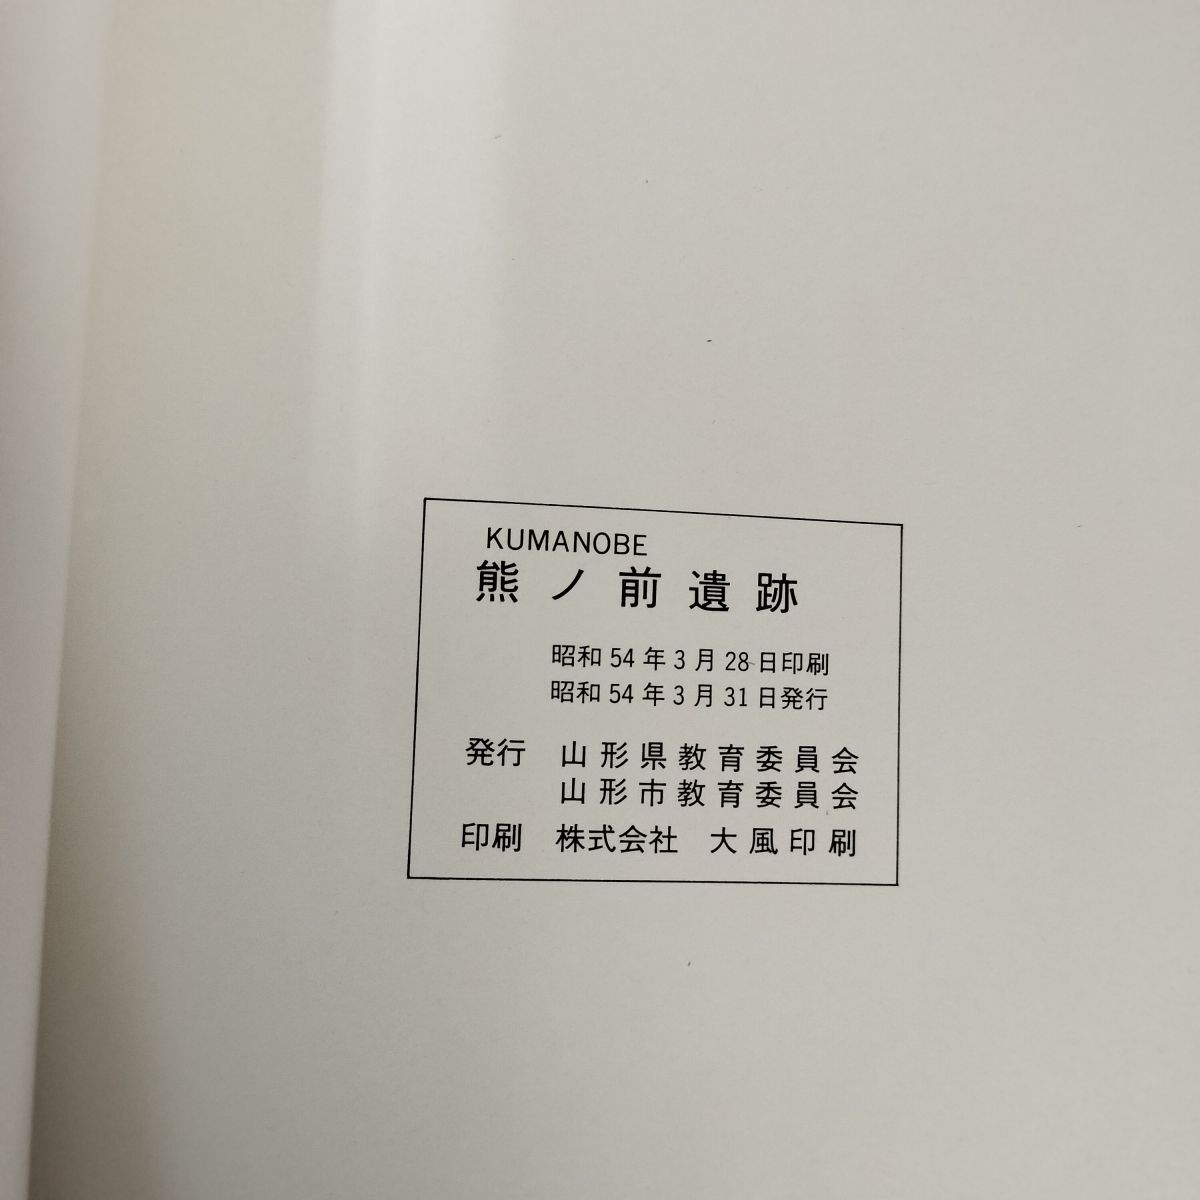 KUMANOBE
熊ノ前遺跡
昭和54年3月28日印刷
昭和54年3月31日発行
発行 山形県教育委員会
山形市教育委員会
印刷 株式会社 大風印刷